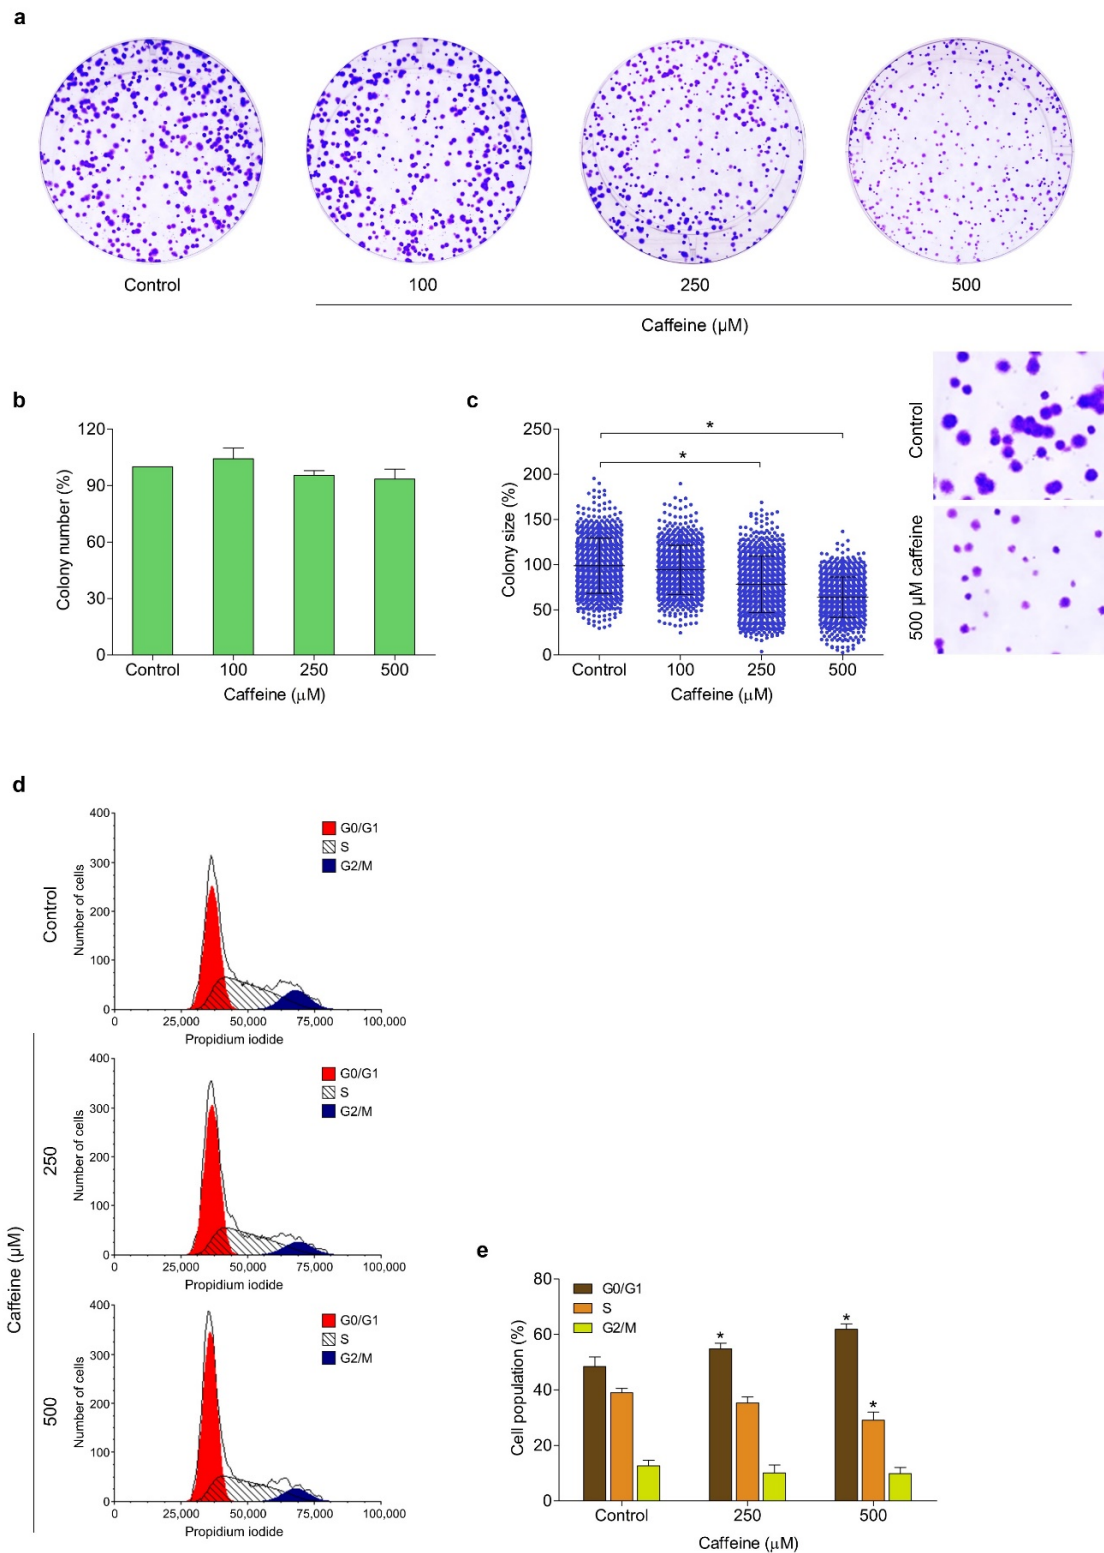 a
Control
100
250
500
Caffeine (µM)
b
120
90
60
30
0
Colony number (%)
Control
100
250
500
Caffeine (µM)
c
250
200
150
100
50
0
Colony size (%)
*
*
Control
100
250
500
Caffeine (µM)
Control
500 µM caffeine
d
Control
400
300
200
100
0
Number of cells
G0/G1
S
G2/M
0
25,000
50,000
75,000
100,000
Propidium iodide
Caffeine (µM)
250
400
300
200
100
0
Number of cells
G0/G1
S
G2/M
0
25,000
50,000
75,000
100,000
Propidium iodide
500
400
300
200
100
0
Number of cells
G0/G1
S
G2/M
0
25,000
50,000
75,000
100,000
Propidium iodide
e
80
60
40
20
0
Cell population (%)
G0/G1
S
G2/M
*
*
*
Control
250
500
Caffeine (µM)